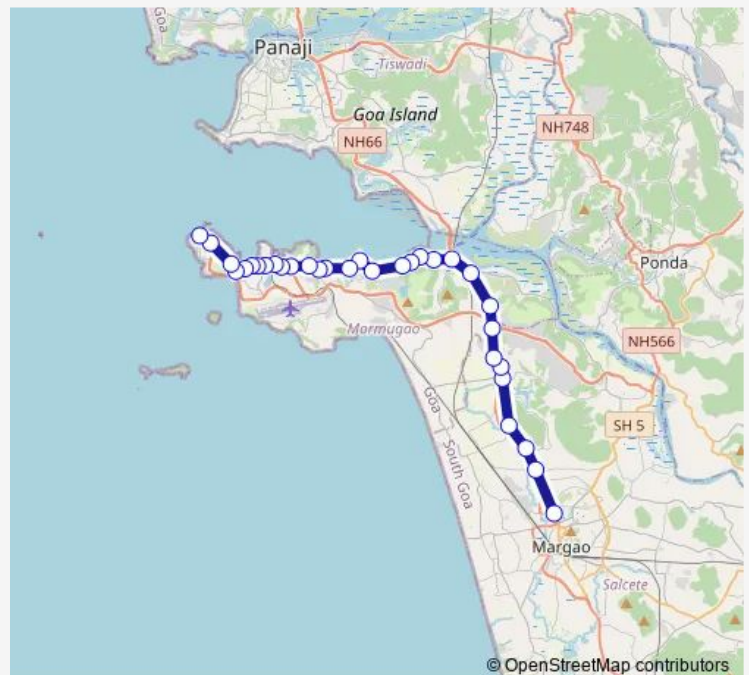 Goa
Panaji
Tiswadi
Goa Island
NH66
NH748
Ponda
Mormugao
NH566
Goa
South Goa
SH 5
Margao
Salcete
© OpenStreetMap contributors